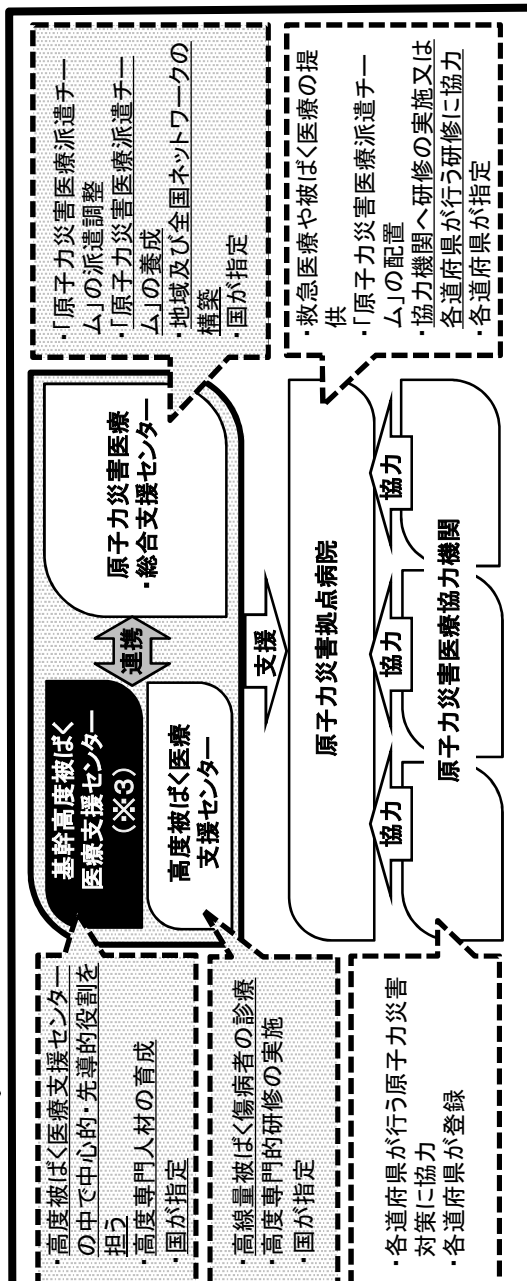 ・高度被ばく医療支援センター
の中で中心的・先導的役割を
担う
・高度専門人材の育成
・国が指定
・高線量被ばく傷病者の診療
・高度専門的研修の実施
・国が指定
・各道府県が行う原子力災害
対策に協力
・各道府県が登録
基幹高度被ばく
医療支援センター
(※3)
高度被ばく医療
支援センター
連携
原子力災害医療
・総合支援センター
支援
原子力災害拠点病院
協力
協力
協力
原子力災害医療協力機関
・「原子力災害医療派遣チー
ム」の派遣調整
・「原子力災害医療派遣チー
ム」の養成
・地域及び全国ネットワークの
構築
・国が指定
・救急医療や被ばく医療の提
供
・「原子力災害医療派遣チー
ム」の配置
・協力機関へ研修の実施又は
各道府県が行う研修に協力
・各道府県が指定